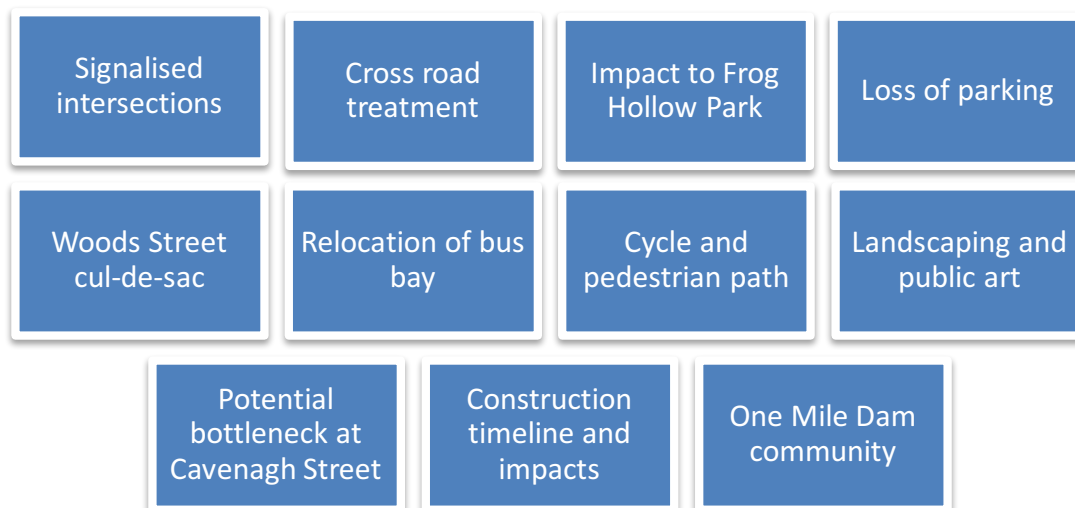 Signalised
intersections
Cross road
treatment
Impact to Frog
Hollow Park
Loss of parking
Woods Street
cul-de-sac
Relocation of bus
bay
Cycle and
pedestrian path
Landscaping and
public art
Potential
bottleneck at
Cavenagh Street
Construction
timeline and
impacts
One Mile Dam
community